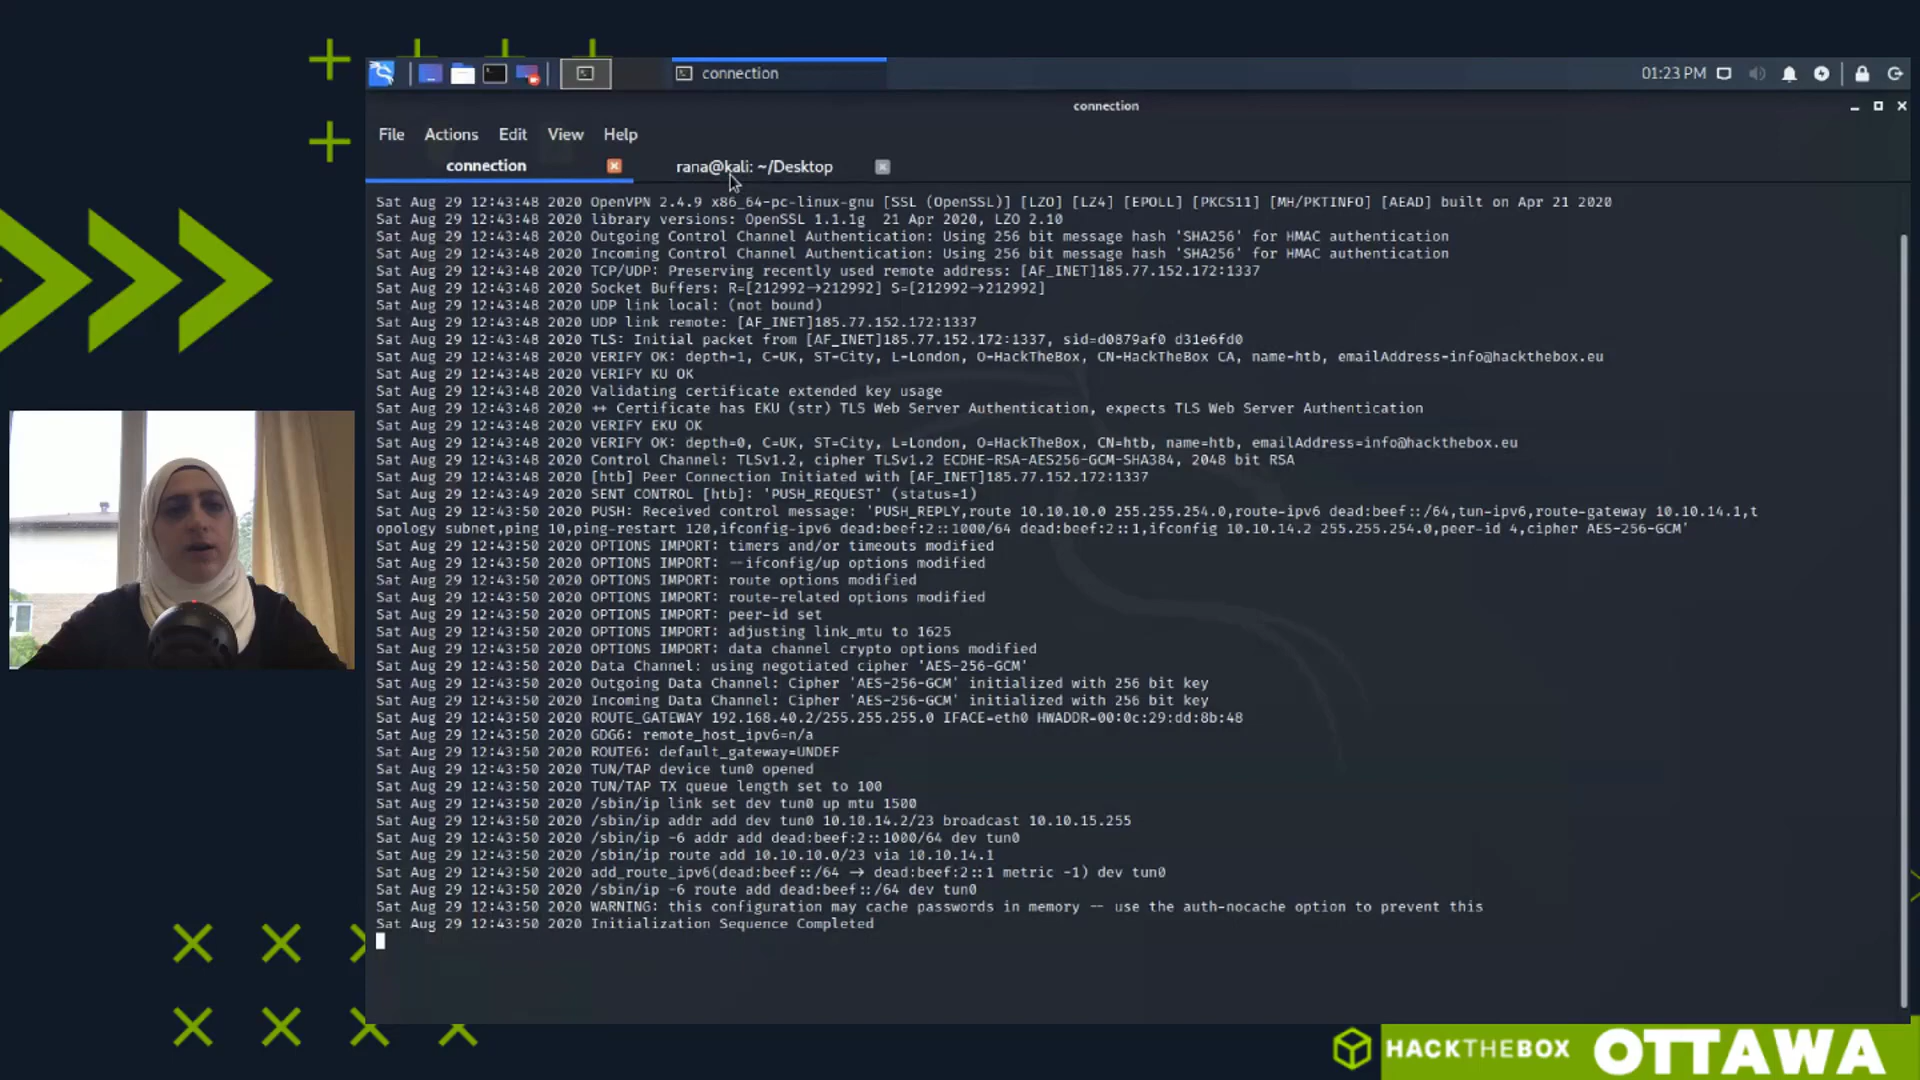 connection
01:23 PM
connection
File Actions Edit View Help
connection
rana@kali: ~/Desktop
Sat Aug 29 12:43:48 2020 OpenVPN 2.4.9 x86_64-pc-linux-gnu [SSL (OpenSSL)] [LZO] [LZ4] [EPOLL] [PKCS11] [MH/PKTINFO] [AEAD] built on Apr 21 2020
Sat Aug 29 12:43:48 2020 library versions: OpenSSL 1.1.1g  21 Apr 2020, LZO 2.10
Sat Aug 29 12:43:48 2020 Outgoing Control Channel Authentication: Using 256 bit message hash 'SHA256' for HMAC authentication
Sat Aug 29 12:43:48 2020 Incoming Control Channel Authentication: Using 256 bit message hash 'SHA256' for HMAC authentication
Sat Aug 29 12:43:48 2020 TCP/UDP: Preserving recently used remote address: [AF_INET]185.77.152.172:1337
Sat Aug 29 12:43:48 2020 Socket Buffers: R=[212992→212992] S=[212992→212992]
Sat Aug 29 12:43:48 2020 UDP link local: (not bound)
Sat Aug 29 12:43:48 2020 UDP link remote: [AF_INET]185.77.152.172:1337
Sat Aug 29 12:43:48 2020 TLS: Initial packet from [AF_INET]185.77.152.172:1337, sid=d0879af0 d31e6fd0
Sat Aug 29 12:43:48 2020 VERIFY OK: depth=1, C=UK, ST=City, L=London, O=HackTheBox, CN=HackTheBox CA, name=htb, emailAddress=info@hackthebox.eu
Sat Aug 29 12:43:48 2020 VERIFY KU OK
Sat Aug 29 12:43:48 2020 Validating certificate extended key usage
Sat Aug 29 12:43:48 2020 ++ Certificate has EKU (str) TLS Web Server Authentication, expects TLS Web Server Authentication
Sat Aug 29 12:43:48 2020 VERIFY EKU OK
Sat Aug 29 12:43:48 2020 VERIFY OK: depth=0, C=UK, ST=City, L=London, O=HackTheBox, CN=htb, name=htb, emailAddress=info@hackthebox.eu
Sat Aug 29 12:43:48 2020 Control Channel: TLSv1.2, cipher TLSv1.2 ECDHE-RSA-AES256-GCM-SHA384, 2048 bit RSA
Sat Aug 29 12:43:48 2020 [htb] Peer Connection Initiated with [AF_INET]185.77.152.172:1337
Sat Aug 29 12:43:49 2020 SENT CONTROL [htb]: 'PUSH_REQUEST' (status=1)
Sat Aug 29 12:43:50 2020 PUSH: Received control message: 'PUSH_REPLY,route 10.10.10.0 255.255.254.0,route-ipv6 dead:beef::/64,tun-ipv6,route-gateway 10.10.14.1,t
opology subnet,ping 10,ping-restart 120,ifconfig-ipv6 dead:beef:2::1000/64 dead:beef:2::1,ifconfig 10.10.14.2 255.255.254.0,peer-id 4,cipher AES-256-GCM'
Sat Aug 29 12:43:50 2020 OPTIONS IMPORT: timers and/or timeouts modified
Sat Aug 29 12:43:50 2020 OPTIONS IMPORT: --ifconfig/up options modified
Sat Aug 29 12:43:50 2020 OPTIONS IMPORT: route options modified
Sat Aug 29 12:43:50 2020 OPTIONS IMPORT: route-related options modified
Sat Aug 29 12:43:50 2020 OPTIONS IMPORT: peer-id set
Sat Aug 29 12:43:50 2020 OPTIONS IMPORT: adjusting link_mtu to 1625
Sat Aug 29 12:43:50 2020 OPTIONS IMPORT: data channel crypto options modified
Sat Aug 29 12:43:50 2020 Data Channel: using negotiated cipher 'AES-256-GCM'
Sat Aug 29 12:43:50 2020 Outgoing Data Channel: Cipher 'AES-256-GCM' initialized with 256 bit key
Sat Aug 29 12:43:50 2020 Incoming Data Channel: Cipher 'AES-256-GCM' initialized with 256 bit key
Sat Aug 29 12:43:50 2020 ROUTE_GATEWAY 192.168.40.2/255.255.255.0 IFACE=eth0 HWADDR=00:0c:29:dd:8b:48
Sat Aug 29 12:43:50 2020 GDG6: remote_host_ipv6=n/a
Sat Aug 29 12:43:50 2020 ROUTE6: default_gateway=UNDEF
Sat Aug 29 12:43:50 2020 TUN/TAP device tun0 opened
Sat Aug 29 12:43:50 2020 TUN/TAP TX queue length set to 100
Sat Aug 29 12:43:50 2020 /sbin/ip link set dev tun0 up mtu 1500
Sat Aug 29 12:43:50 2020 /sbin/ip addr add dev tun0 10.10.14.2/23 broadcast 10.10.15.255
Sat Aug 29 12:43:50 2020 /sbin/ip -6 addr add dead:beef:2::1000/64 dev tun0
Sat Aug 29 12:43:50 2020 /sbin/ip route add 10.10.10.0/23 via 10.10.14.1
Sat Aug 29 12:43:50 2020 add_route_ipv6(dead:beef::/64 → dead:beef:2::1 metric -1) dev tun0
Sat Aug 29 12:43:50 2020 /sbin/ip -6 route add dead:beef::/64 dev tun0
Sat Aug 29 12:43:50 2020 WARNING: this configuration may cache passwords in memory -- use the auth-nocache option to prevent this
Sat Aug 29 12:43:50 2020 Initialization Sequence Completed
HACKTHEBOX OTTAWA